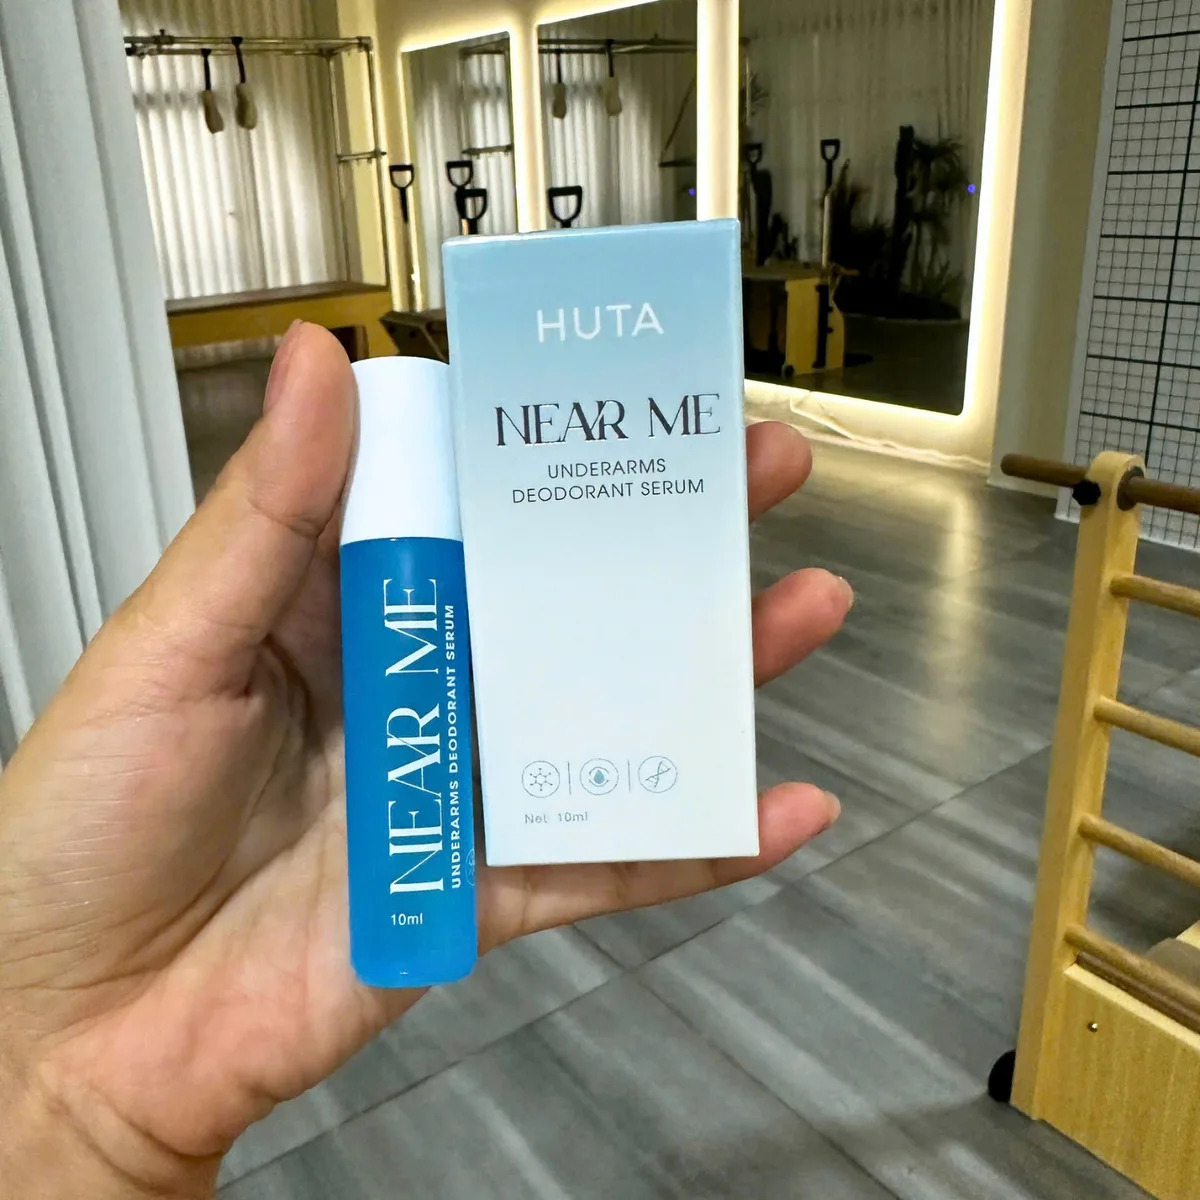 HUTA
NEAR ME
UNDERARMS
DEODORANT SERUM
Net 10ml
NEAR ME
UNDERARMS DEODORANT SERUM
10ml